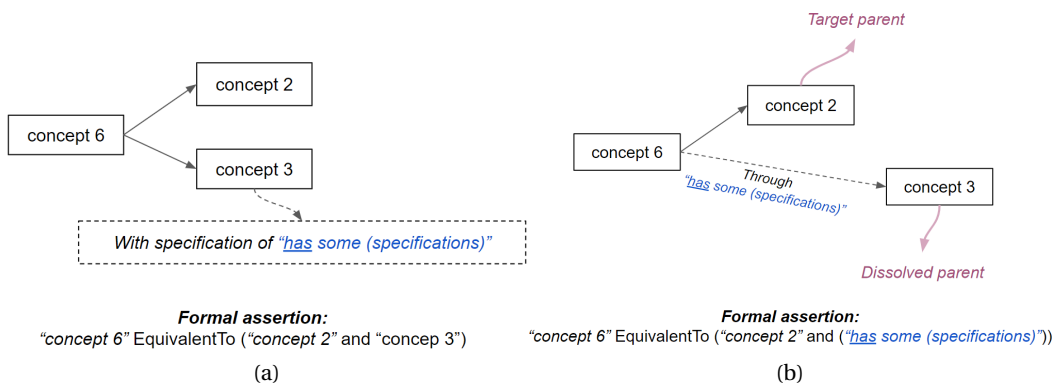 concept 2
concept 6
concept 3
With specification of “has some (specifications)”
Formal assertion:
“concept 6” EquivalentTo (“concept 2” and “concep 3”)
(a)
Target parent
concept 2
concept 6
Through
“has some (specifications)”
concept 3
Dissolved parent
Formal assertion:
“concept 6” EquivalentTo (“concept 2” and (“has some (specifications)”))
(b)